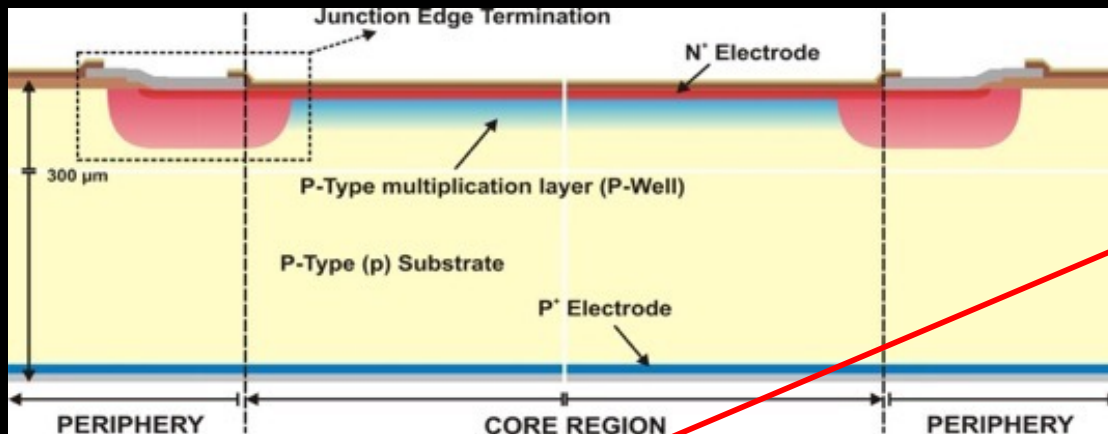 Junction Edge Termination
N⁺ Electrode
300 µm
P-Type multiplication layer (P-Well)
P-Type (p) Substrate
P⁺ Electrode
PERIPHERY
CORE REGION
PERIPHERY